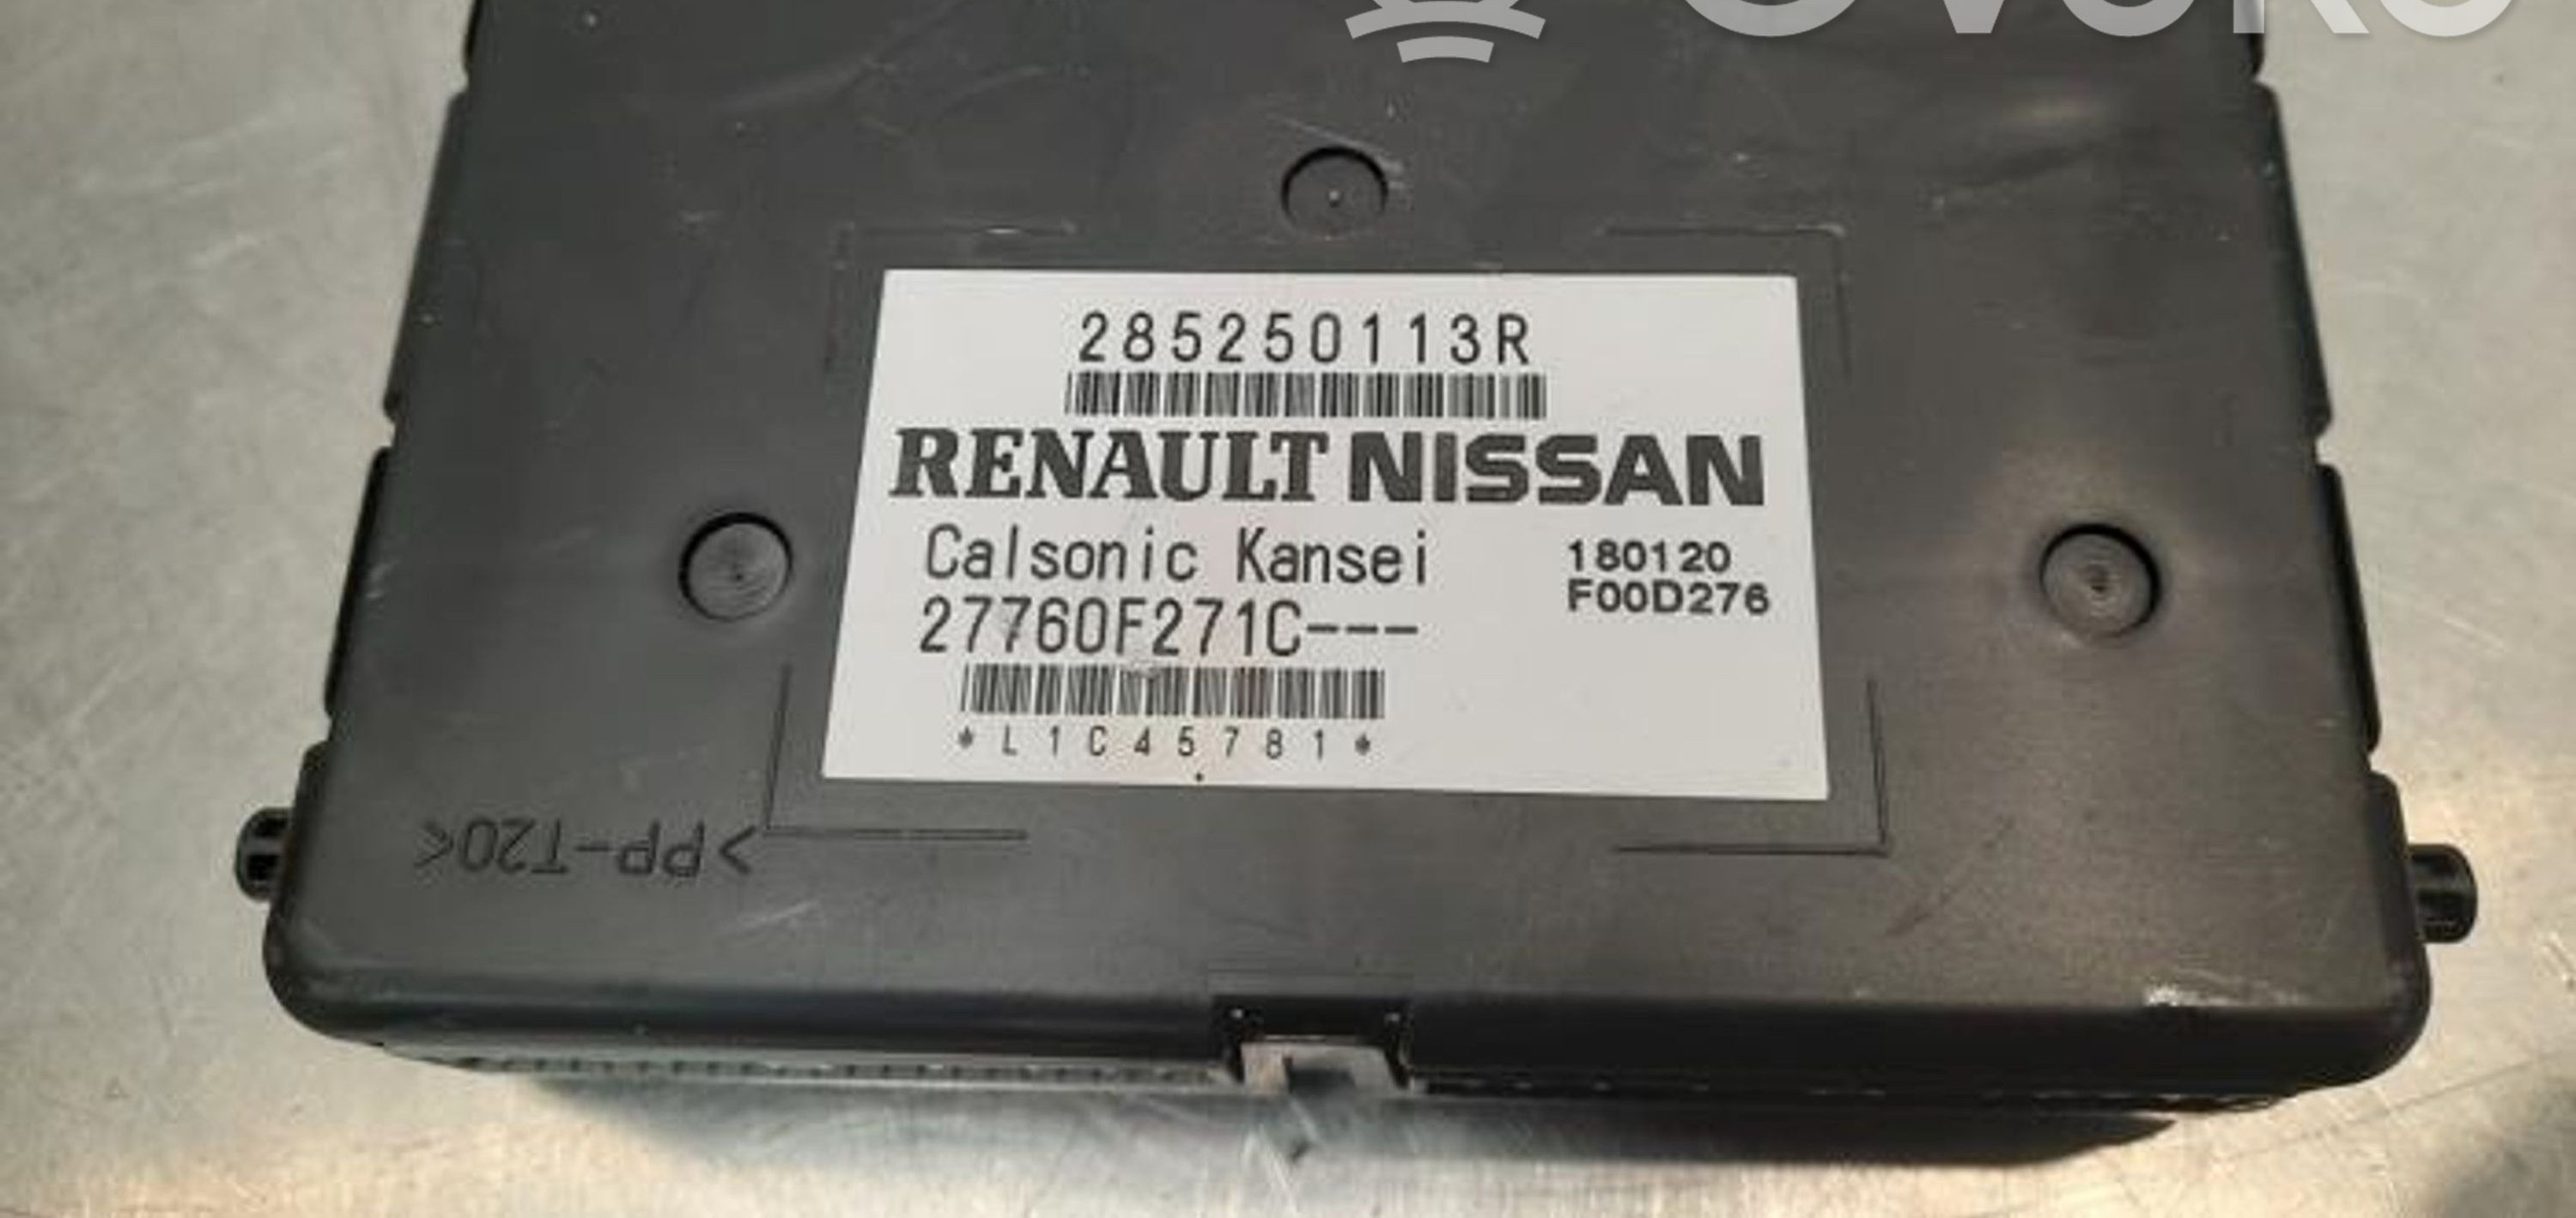 285250113R
RENAULT NISSAN
Calsonic Kansei
180120
F00D276
27760F271C---
*L1C45781*
>PP-T20<